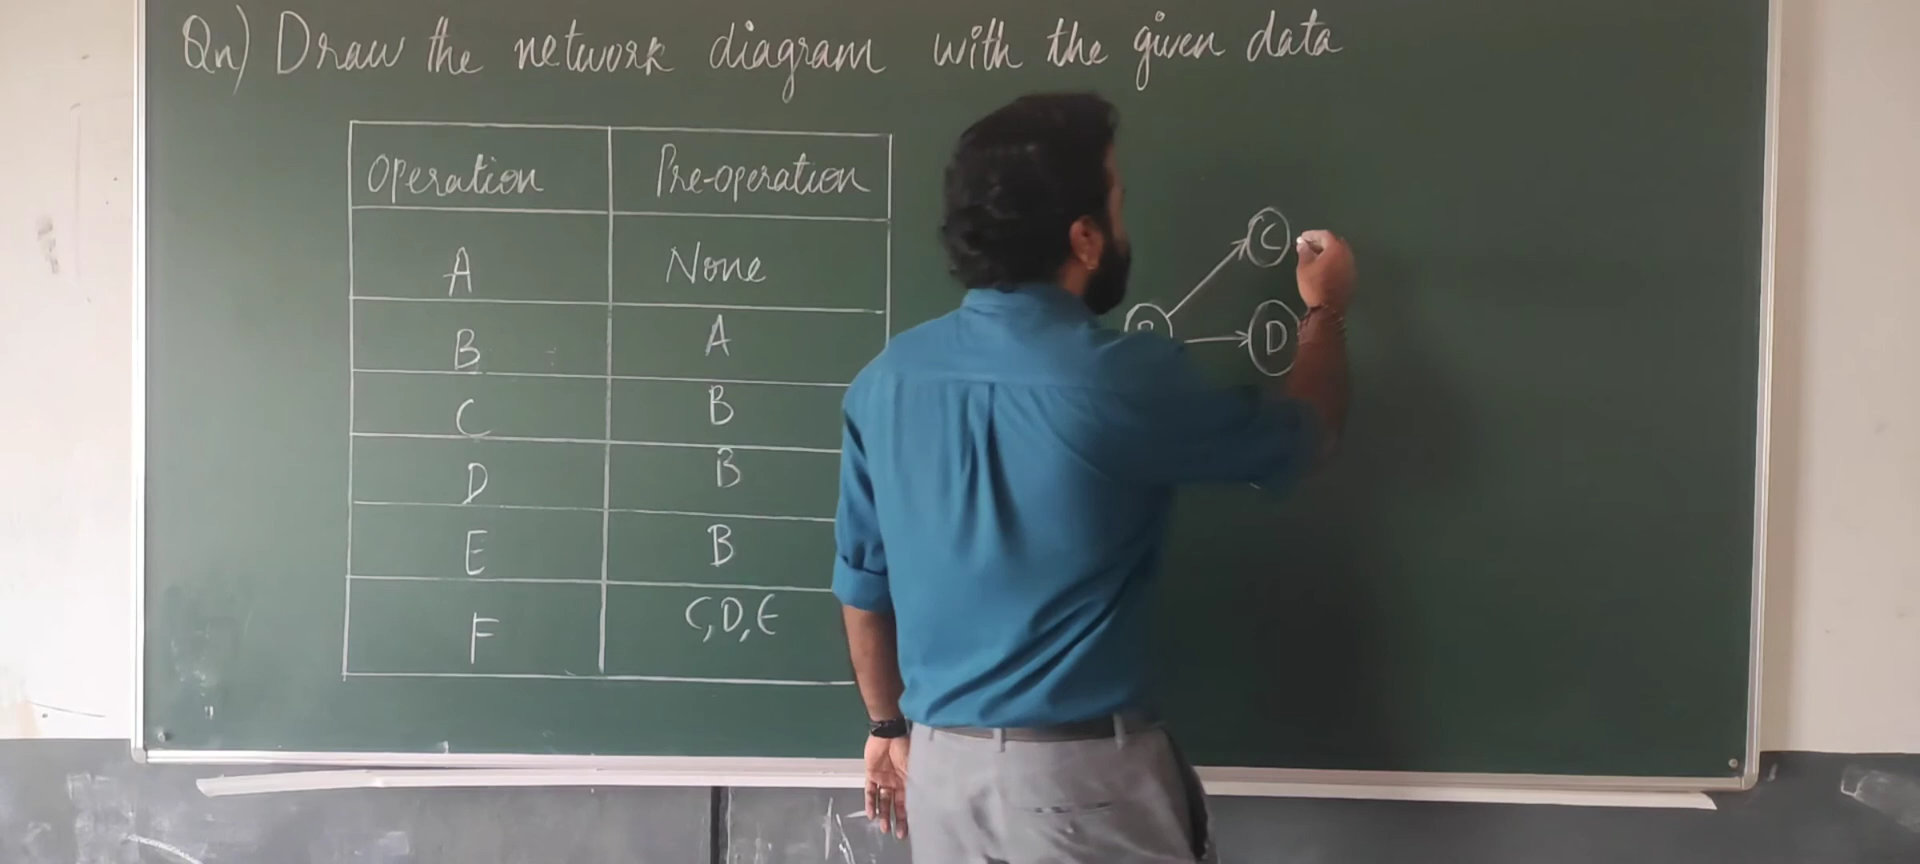 Qn) Draw the network diagram with the given data
Operation Pre-operation
A None
B A
C B
D B
E B
F C,D,E
C
D